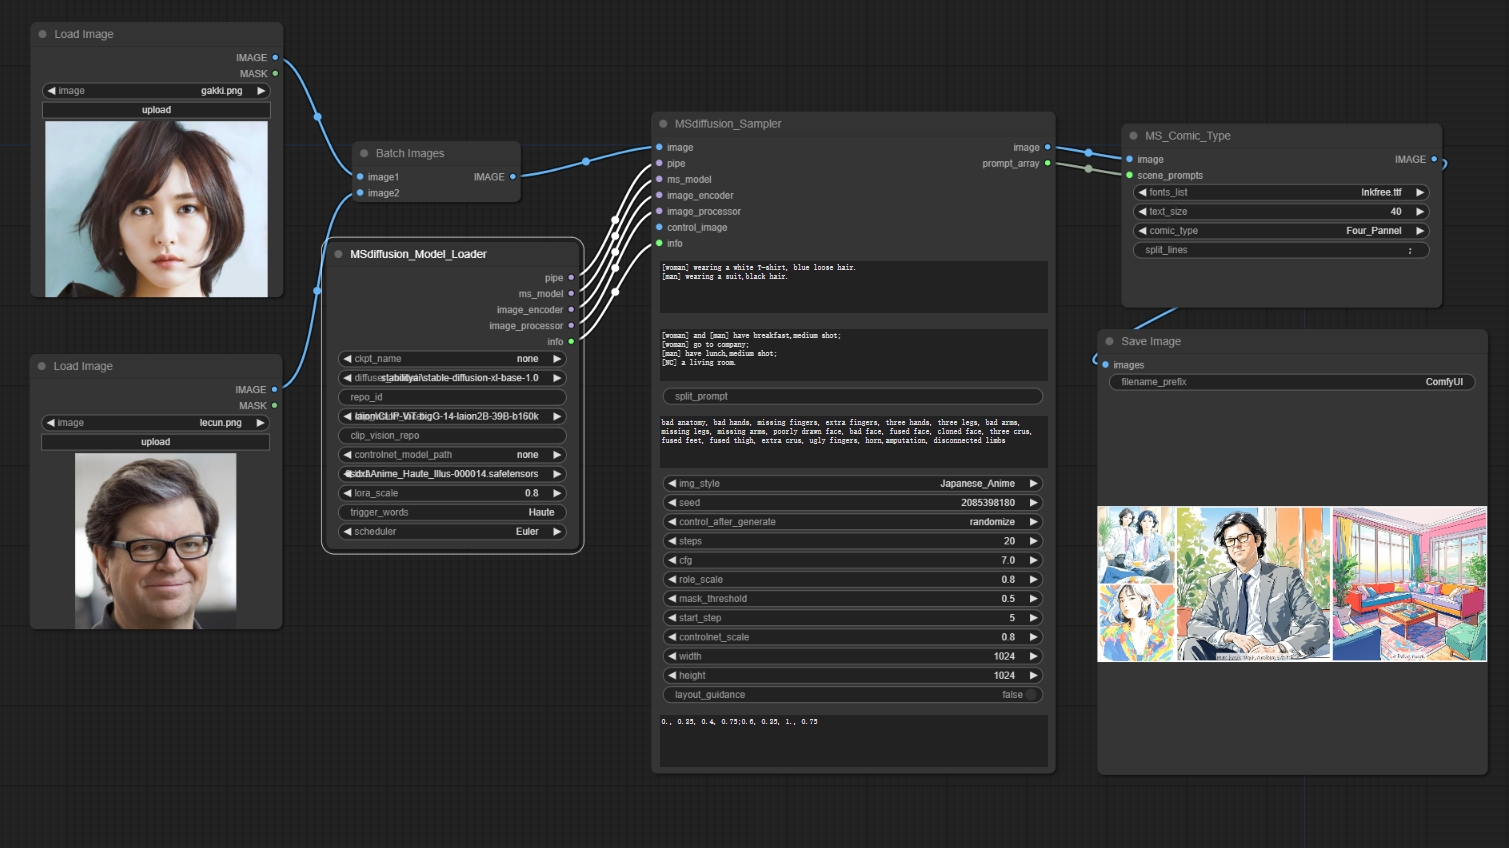 Load Image
IMAGE
MASK
image gakki.png
upload
Load Image
IMAGE
MASK
image lecun.png
upload
Batch Images
image1 IMAGE
image2
MSdiffusion_Model_Loader
pipe
ms_model
image_encoder
image_processor
info
ckpt_name none
stabilityai\stable-diffusion-xl-base-1.0
repo_id
bigG-14-laion2B-39B-b160k
clip_vision_repo
controlnet_model_path none
Anime_Haute_Illus-000014.safetensors
lora_scale 0.8
trigger_words Haute
scheduler Euler
MSdiffusion_Sampler
image image
pipe prompt_array
ms_model
image_encoder
image_processor
control_image
info
[woman] wearing a white T-shirt, blue loose hair.
[man] wearing a suit,black hair.
[woman] and [man] have breakfast,medium shot;
[woman] go to company;
[man] have lunch,medium shot;
[NC] a living room.
split_prompt
bad anatomy, bad hands, missing fingers, extra fingers, three hands, three legs, bad arms,
missing legs, missing arms, poorly drawn face, bad face, fused face, cloned face, three crus,
fused feet, fused thigh, extra crus, ugly fingers, horn,amputation, disconnected limbs
img_style Japanese_Anime
seed 2085398180
control_after_generate randomize
steps 20
cfg 7.0
role_scale 0.8
mask_threshold 0.5
start_step 5
controlnet_scale 0.8
width 1024
height 1024
layout_guidance false
0., 0.25, 0.4, 0.75;0.6, 0.25, 1., 0.75
MS_Comic_Type
image IMAGE
scene_prompts
fonts_list Inkfree.ttf
text_size 40
comic_type Four_Pannel
split_lines ;
Save Image
images
filename_prefix ComfyUI